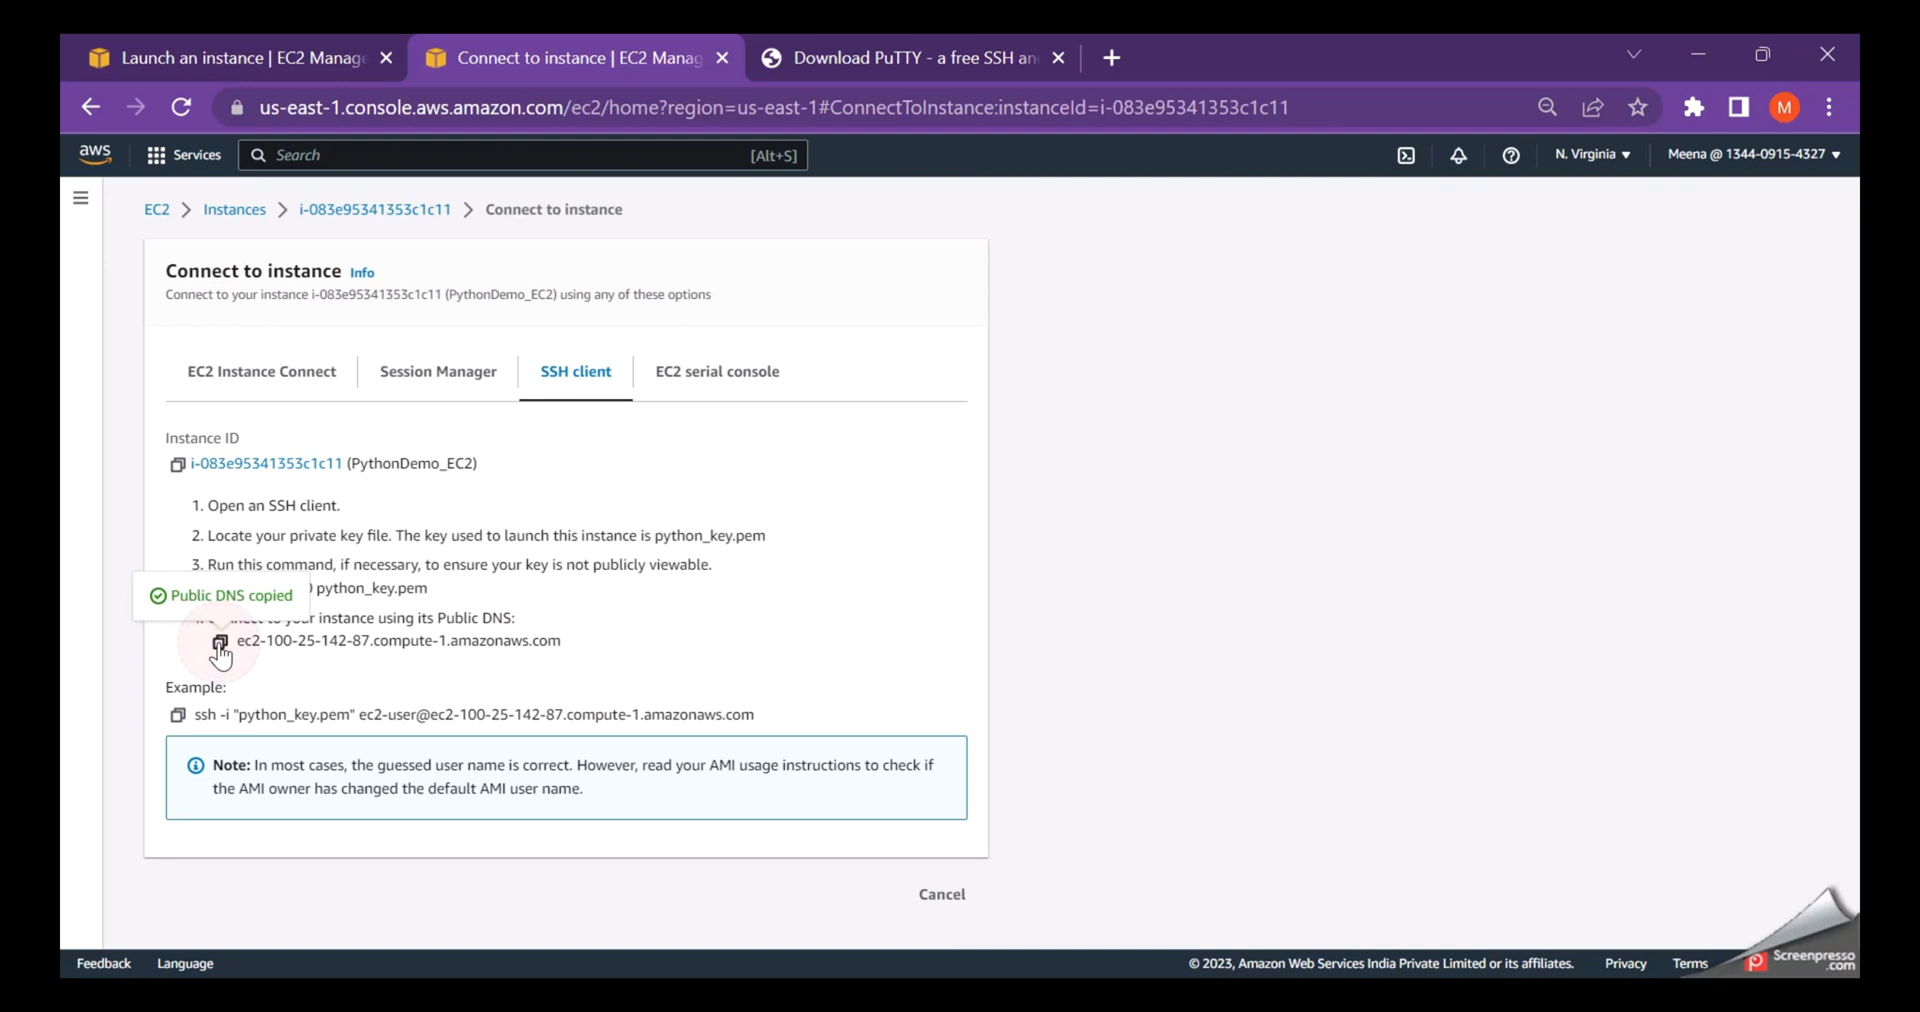 Launch an instance | EC2 Manage
Connect to instance | EC2 Manag
Download PuTTY - a free SSH an
us-east-1.console.aws.amazon.com/ec2/home?region=us-east-1#ConnectToInstance:instanceId=i-083e95341353c1c11
M
aws
Services
Search
[Alt+S]
N. Virginia
Meena @ 1344-0915-4327
EC2 > Instances > i-083e95341353c1c11 > Connect to instance
Connect to instance Info
Connect to your instance i-083e95341353c1c11 (PythonDemo_EC2) using any of these options
EC2 Instance Connect
Session Manager
SSH client
EC2 serial console
Instance ID
i-083e95341353c1c11 (PythonDemo_EC2)
1. Open an SSH client.
2. Locate your private key file. The key used to launch this instance is python_key.pem
3. Run this command, if necessary, to ensure your key is not publicly viewable.
python_key.pem
Public DNS copied
instance using its Public DNS:
ec2-100-25-142-87.compute-1.amazonaws.com
Example:
ssh -i "python_key.pem" ec2-user@ec2-100-25-142-87.compute-1.amazonaws.com
Note: In most cases, the guessed user name is correct. However, read your AMI usage instructions to check if
the AMI owner has changed the default AMI user name.
Cancel
Feedback
Language
© 2023, Amazon Web Services India Private Limited or its affiliates.
Privacy
Terms
Screenpresso
.com